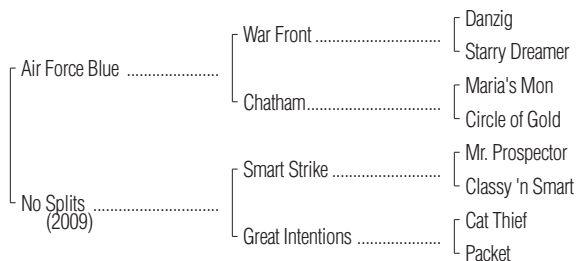 Danzig
War Front
Starry Dreamer
Air Force Blue
Maria's Mon
Chatham
Circle of Gold
Mr. Prospector
Smart Strike
Classy 'n Smart
No Splits
(2009)
Cat Thief
Great Intentions
Packet